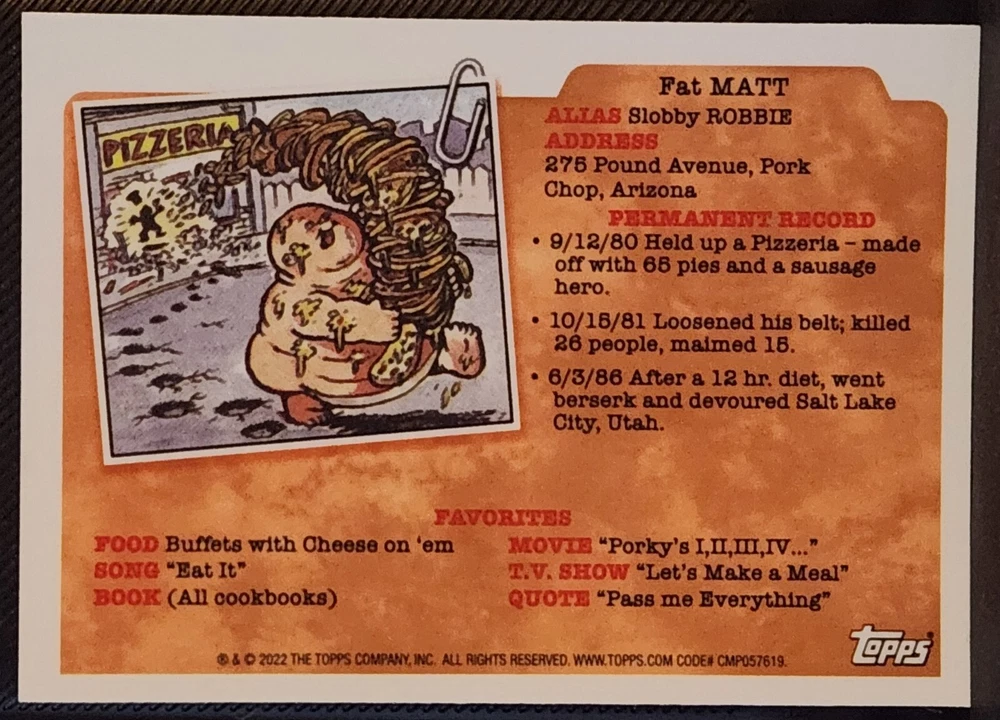 PIZZERIA
Fat MATT
ALIAS Slobby ROBBIE
ADDRESS
275 Pound Avenue, Pork
Chop, Arizona
PERMANENT RECORD
• 9/12/80 Held up a Pizzeria – made
off with 65 pies and a sausage
hero.
• 10/15/81 Loosened his belt; killed
26 people, maimed 15.
• 6/3/86 After a 12 hr. diet, went
berserk and devoured Salt Lake
City, Utah.
FAVORITES
FOOD Buffets with Cheese on 'em
SONG "Eat It"
BOOK (All cookbooks)
MOVIE "Porky's I,II,III,IV..."
T.V. SHOW "Let's Make a Meal"
QUOTE "Pass me Everything"
® & © 2022 THE TOPPS COMPANY, INC. ALL RIGHTS RESERVED. WWW.TOPPS.COM CODE# CMP057619.
topps®